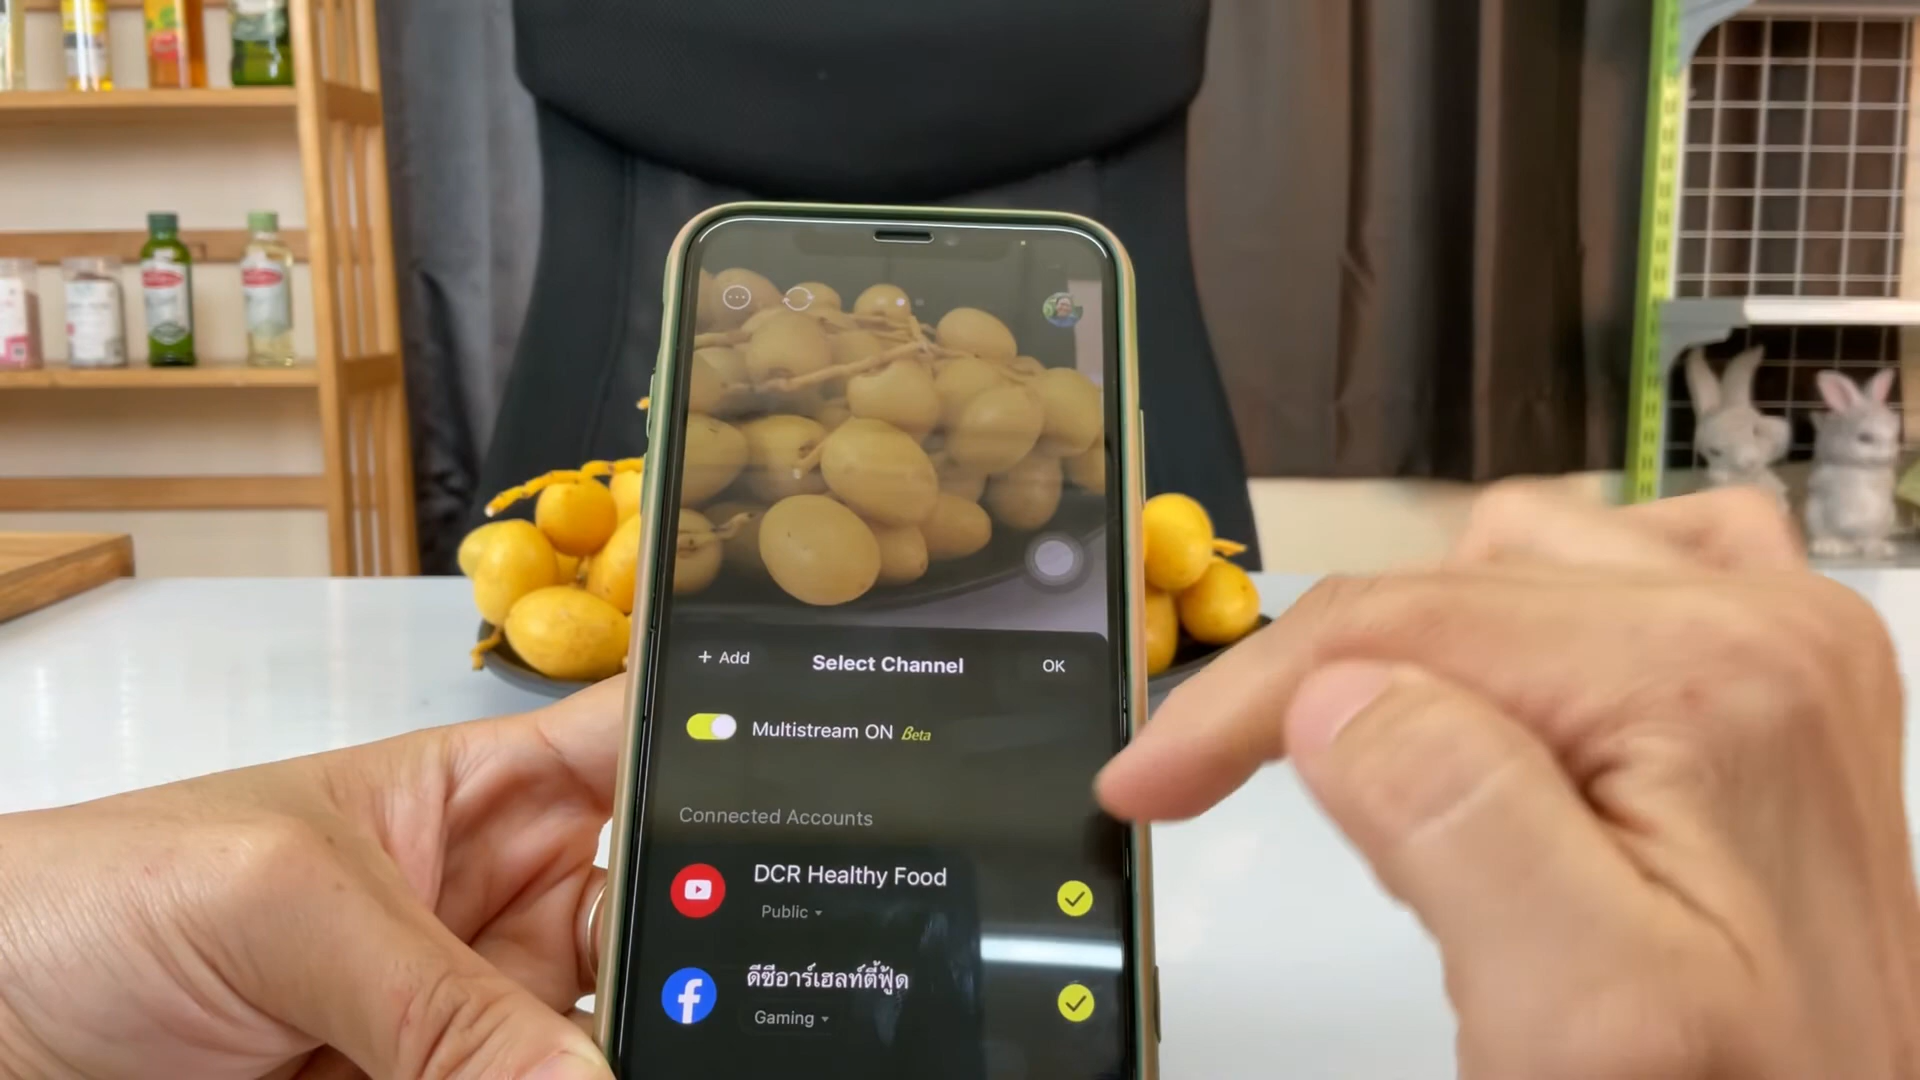 + Add
Select Channel
OK
Multistream ON Beta
Connected Accounts
DCR Healthy Food
Public
ดีซีอาร์เฮลท์ตี้ฟู้ด
Gaming